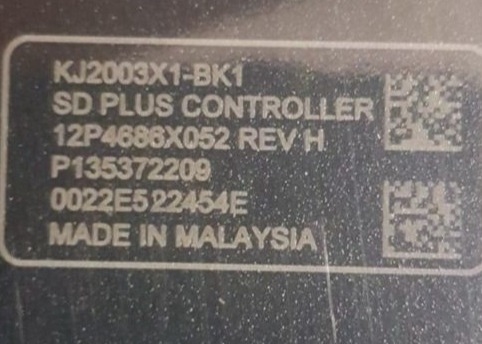 KJ2003X1-BK1
SD PLUS CONTROLLER
12P4686X052 REV H
P135372209
0022E522454E
MADE IN MALAYSIA